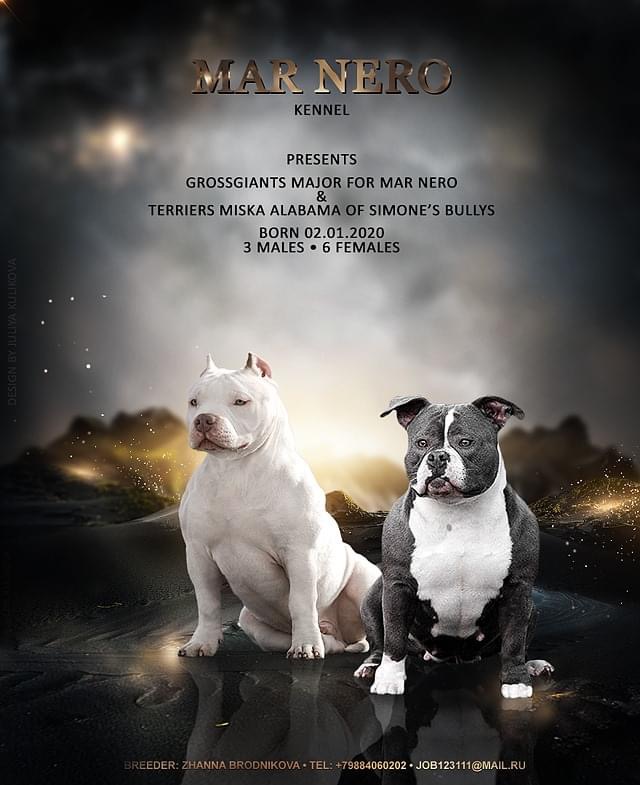 MAR NERO
KENNEL
PRESENTS
GROSSGIANTS MAJOR FOR MAR NERO
&
TERRIERS MISKA ALABAMA OF SIMONE'S BULLYS
BORN 02.01.2020
3 MALES • 6 FEMALES
DESIGN BY JULIYA KULIKOVA
BREEDER: ZHANNA BRODNIKOVA • TEL: +79884060202 • JOB123111@MAIL.RU